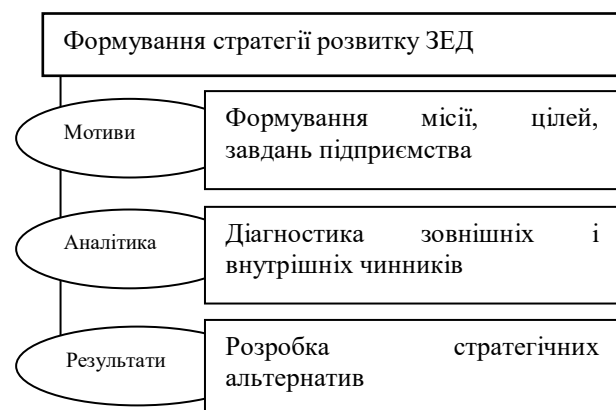 Формування стратегії розвитку ЗЕД
Мотиви
Формування місії, цілей,
завдань підприємства
Аналітика
Діагностика зовнішніх і
внутрішніх чинників
Результати
Розробка стратегічних
альтернатив